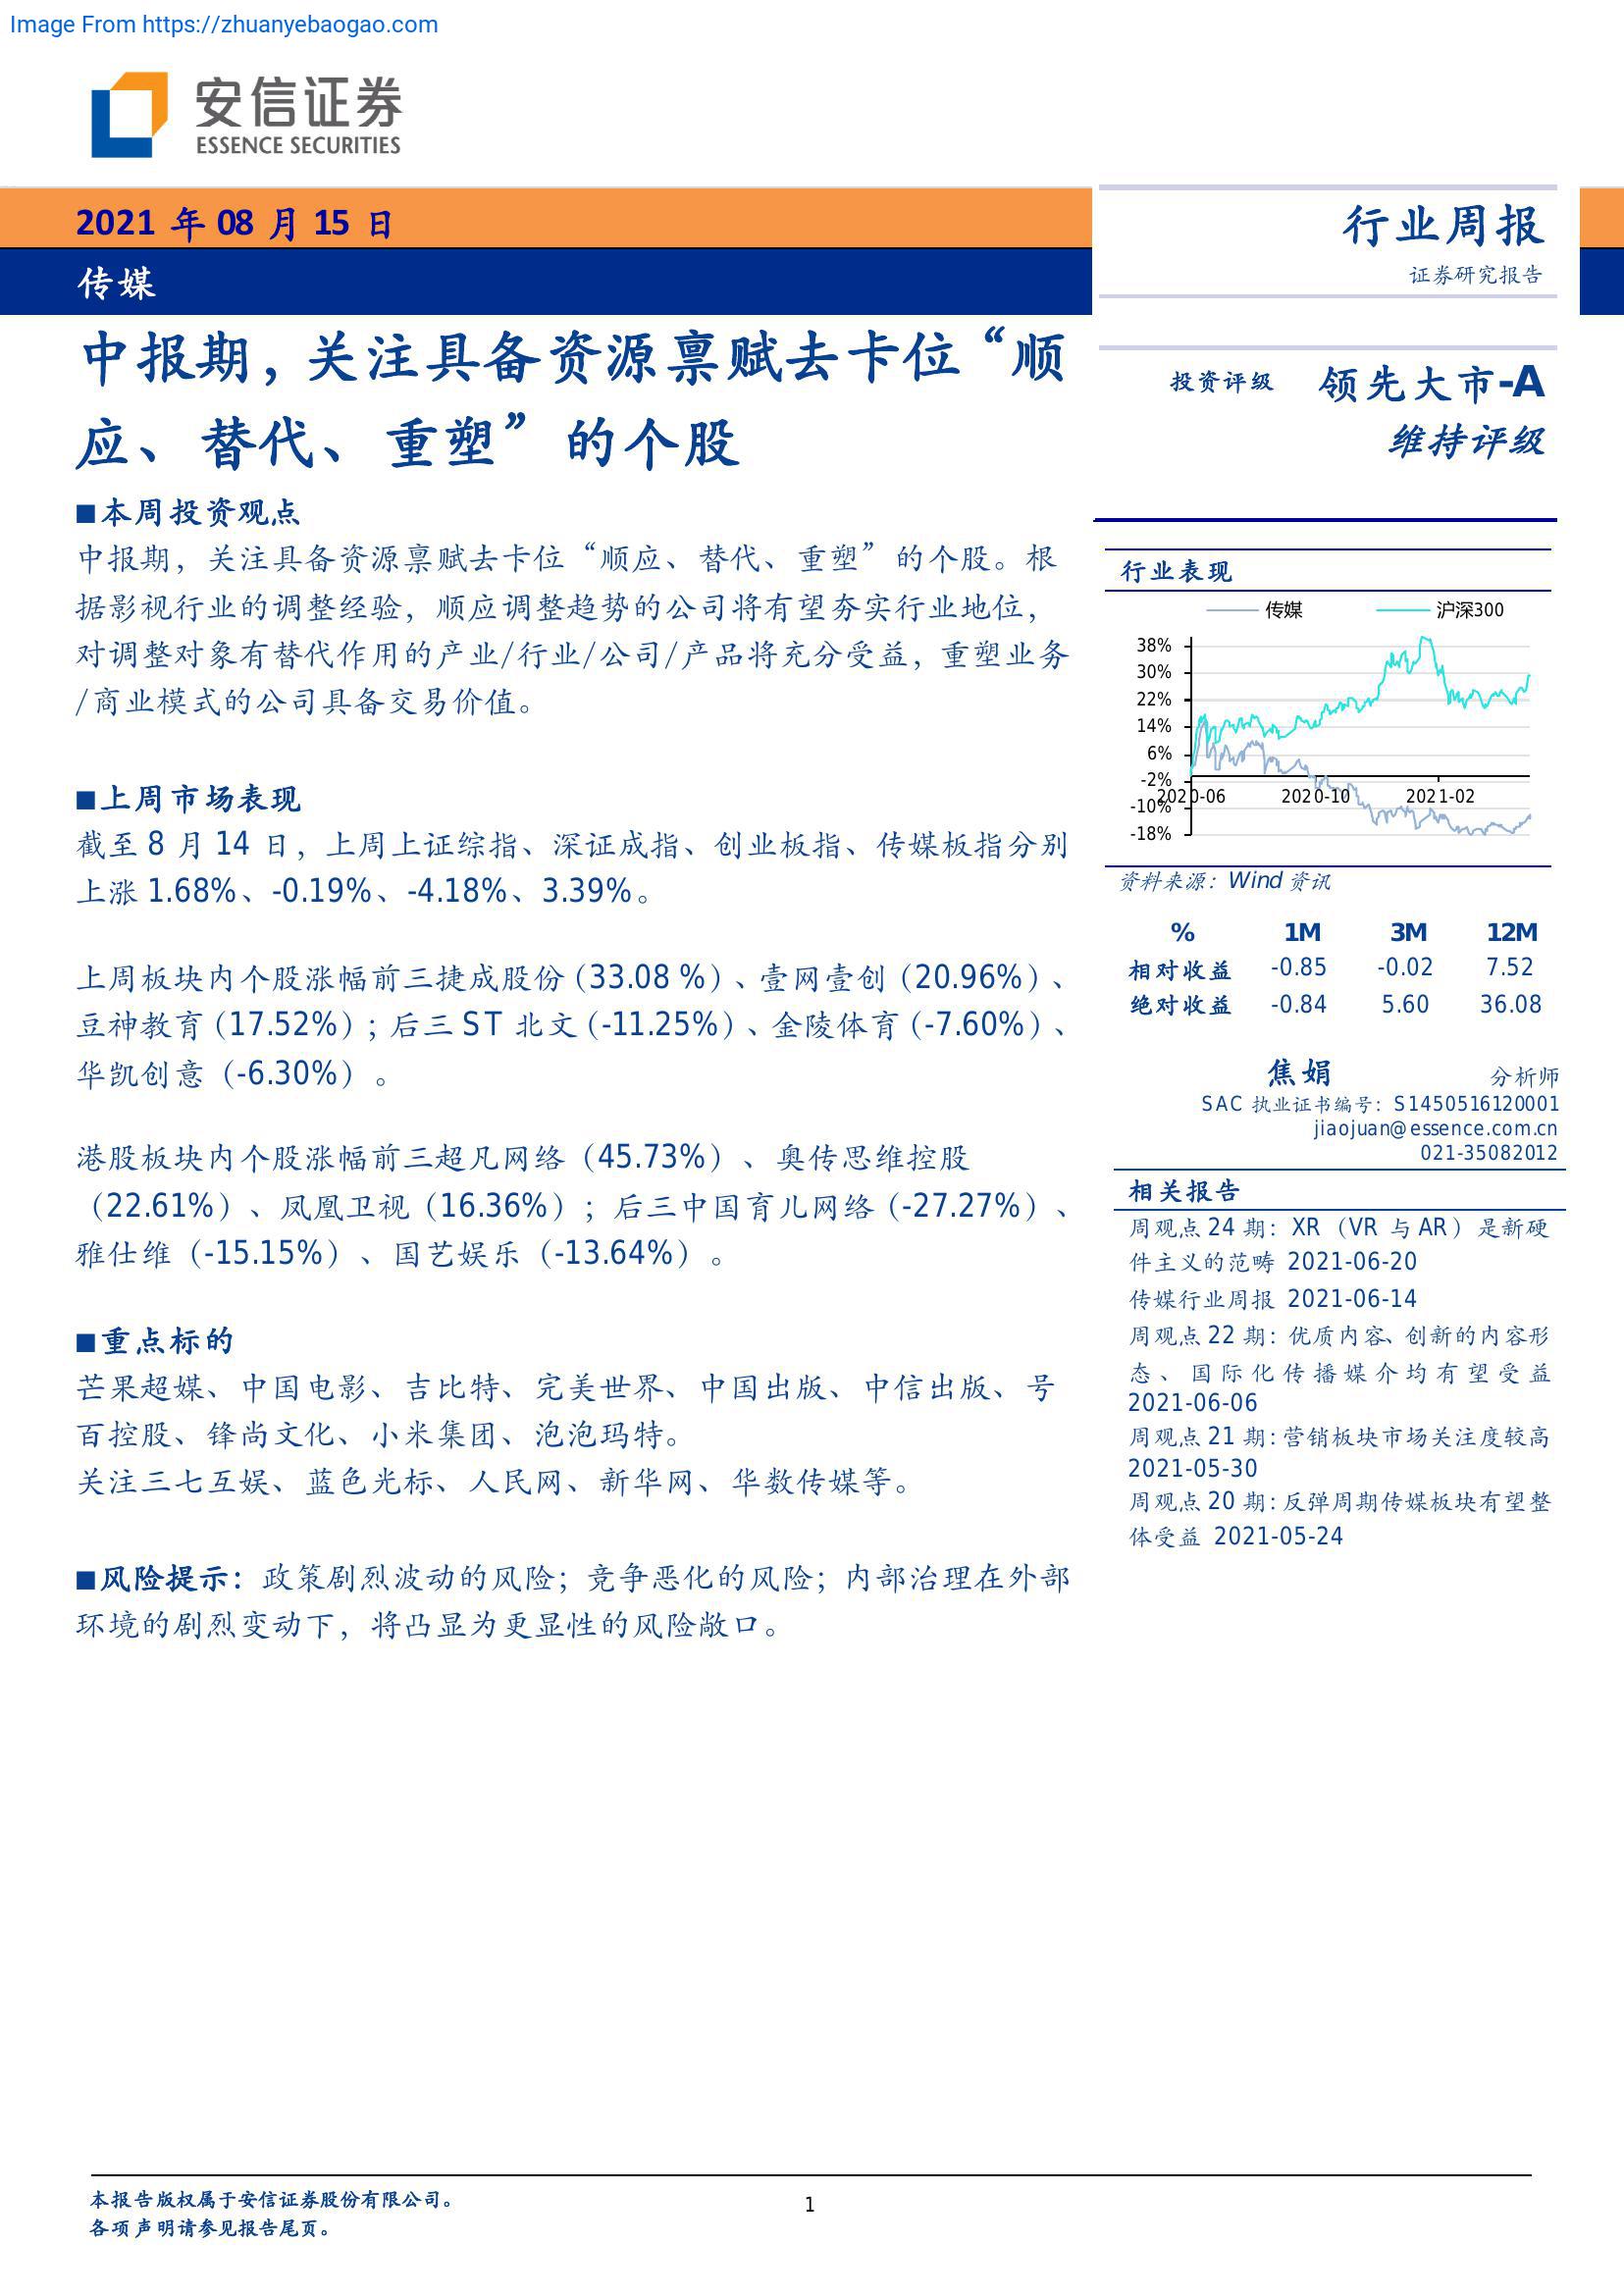 Image From https://zhuanyebaogao.com
安信证券
ESSENCE SECURITIES
2021 年 08 月 15 日
传媒
中报期，关注具备资源禀赋去卡位“顺
应、替代、重塑”的个股
■本周投资观点
中报期，关注具备资源禀赋去卡位“顺应、替代、重塑”的个股。根
据影视行业的调整经验，顺应调整趋势的公司将有望夯实行业地位，
对调整对象有替代作用的产业/行业/公司/产品将充分受益，重塑业务
/商业模式的公司具备交易价值。
■上周市场表现
截至 8 月 14 日，上周上证综指、深证成指、创业板指、传媒板指分别
上涨 1.68%、-0.19%、-4.18%、3.39%。
上周板块内个股涨幅前三捷成股份（33.08 %）、壹网壹创（20.96%）、
豆神教育（17.52%）；后三 ST 北文（-11.25%）、金陵体育（-7.60%）、
华凯创意（-6.30%）。
港股板块内个股涨幅前三超凡网络（45.73%）、奥传思维控股
（22.61%）、凤凰卫视（16.36%）；后三中国育儿网络（-27.27%）、
雅仕维（-15.15%）、国艺娱乐（-13.64%）。
■重点标的
芒果超媒、中国电影、吉比特、完美世界、中国出版、中信出版、号
百控股、锋尚文化、小米集团、泡泡玛特。
关注三七互娱、蓝色光标、人民网、新华网、华数传媒等。
■风险提示：政策剧烈波动的风险；竞争恶化的风险；内部治理在外部
环境的剧烈变动下，将凸显为更显性的风险敞口。
行业周报
证券研究报告
投资评级 领先大市-A
维持评级
行业表现
传媒 沪深300
38%
30%
22%
14%
6%
-2%
-10%
-18%
2020-06 2020-10 2021-02
资料来源：Wind 资讯
% 1M 3M 12M
相对收益 -0.85 -0.02 7.52
绝对收益 -0.84 5.60 36.08
焦娟 分析师
SAC 执业证书编号：S1450516120001
jiaojuan@essence.com.cn
021-35082012
相关报告
周观点 24 期：XR（VR 与 AR）是新硬
件主义的范畴 2021-06-20
传媒行业周报 2021-06-14
周观点 22 期：优质内容、创新的内容形
态、国际化传播媒介均有望受益
2021-06-06
周观点 21 期：营销板块市场关注度较高
2021-05-30
周观点 20 期：反弹周期传媒板块有望整
体受益 2021-05-24
本报告版权属于安信证券股份有限公司。
各项声明请参见报告尾页。
1